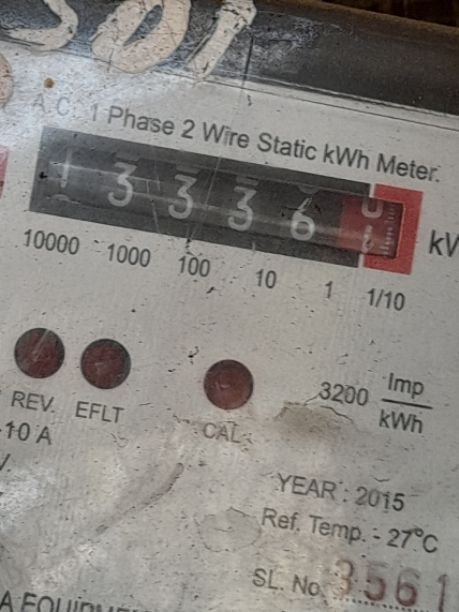 A.C. 1 Phase 2 Wire Static kWh Meter.
1 3 3 3 6
kV
10000 1000 100 10 1 1/10
3200 Imp
kWh
REV. EFLT CAL.
-10 A
YEAR : 2015
Ref. Temp. - 27°C
SL. No. 3561